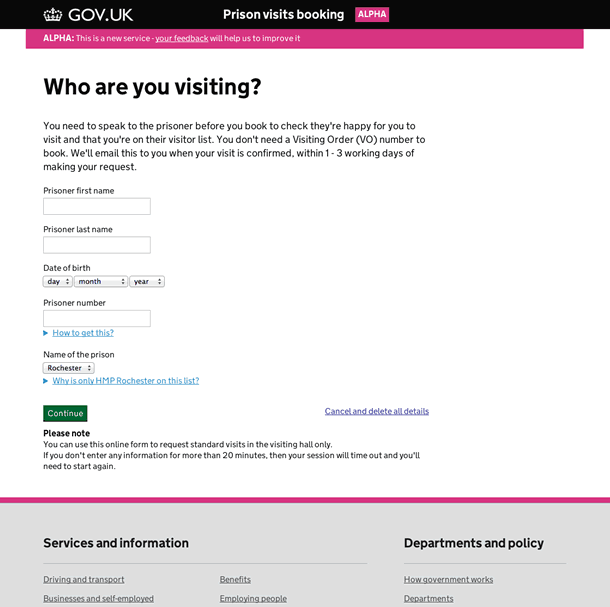 GOV.UK
Prison visits booking ALPHA
ALPHA: This is a new service - your feedback will help us to improve it
Who are you visiting?
You need to speak to the prisoner before you book to check they're happy for you to
visit and that you're on their visitor list. You don't need a Visiting Order (VO) number to
book. We'll email this to you when your visit is confirmed, within 1 - 3 working days of
making your request.
Prisoner first name
Prisoner last name
Date of birth
day month year
Prisoner number
How to get this?
Name of the prison
Rochester
Why is only HMP Rochester on this list?
Continue
Cancel and delete all details
Please note
You can use this online form to request standard visits in the visiting hall only.
If you don't enter any information for more than 20 minutes, then your session will time out and you'll
need to start again.
Services and information
Departments and policy
Driving and transport
Benefits
How government works
Businesses and self-employed
Employing people
Departments